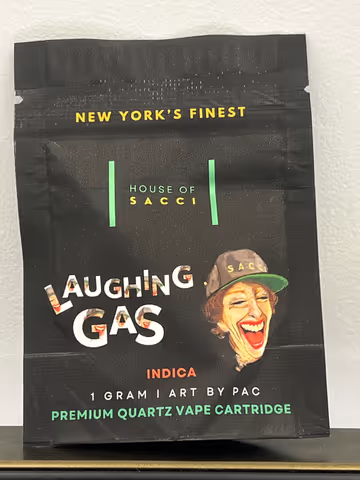 NEW YORK'S FINEST
HOUSE OF
SACCI
LAUGHING
GAS
SACCI
INDICA
1 GRAM | ART BY PAC
PREMIUM QUARTZ VAPE CARTRIDGE